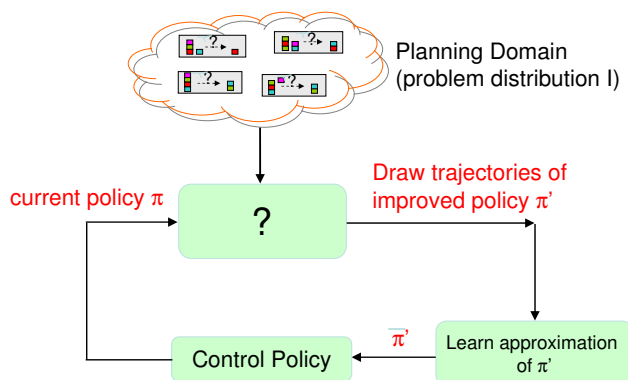 ?
?
?
?
Planning Domain
(problem distribution I)
current policy π
?
Draw trajectories of
improved policy π’
Control Policy
π’
Learn approximation
of π’